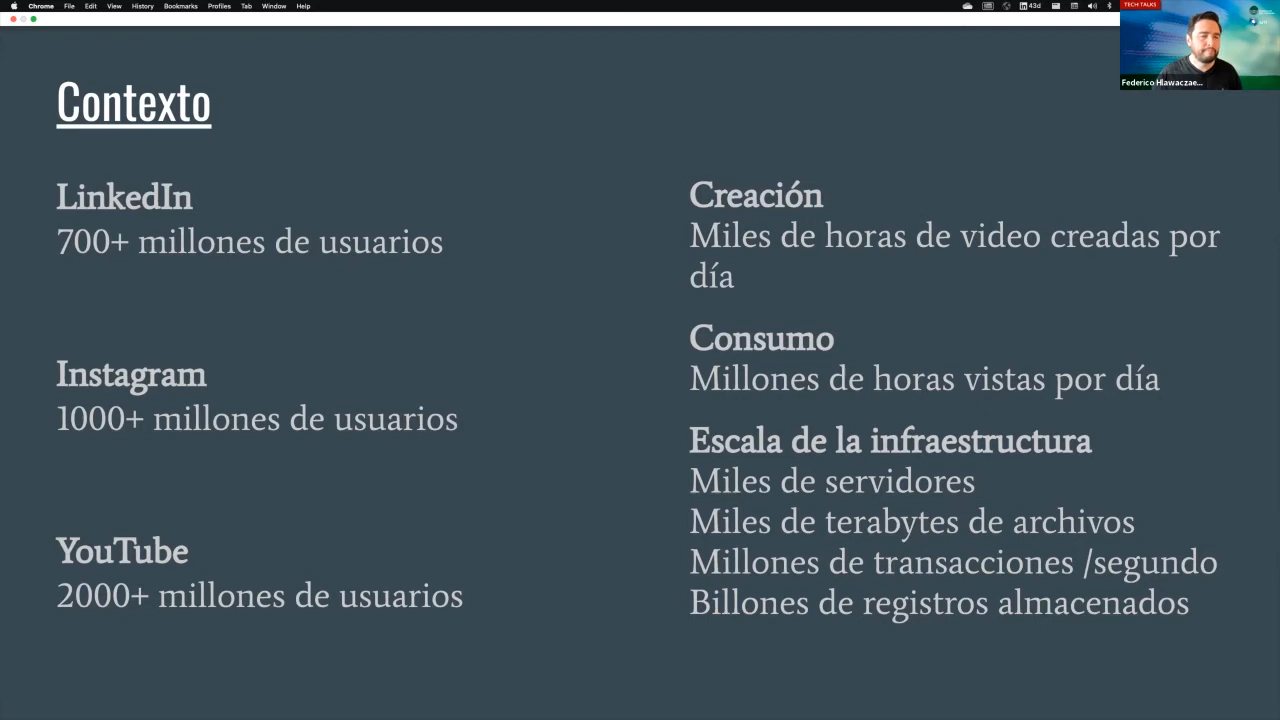 Chrome File Edit View History Bookmarks Profiles Tab Window Help
43d
TECH TALKS
Federico Hlawaczae...
Contexto
LinkedIn
700+ millones de usuarios
Instagram
1000+ millones de usuarios
YouTube
2000+ millones de usuarios
Creación
Miles de horas de video creadas por
día
Consumo
Millones de horas vistas por día
Escala de la infraestructura
Miles de servidores
Miles de terabytes de archivos
Millones de transacciones /segundo
Billones de registros almacenados